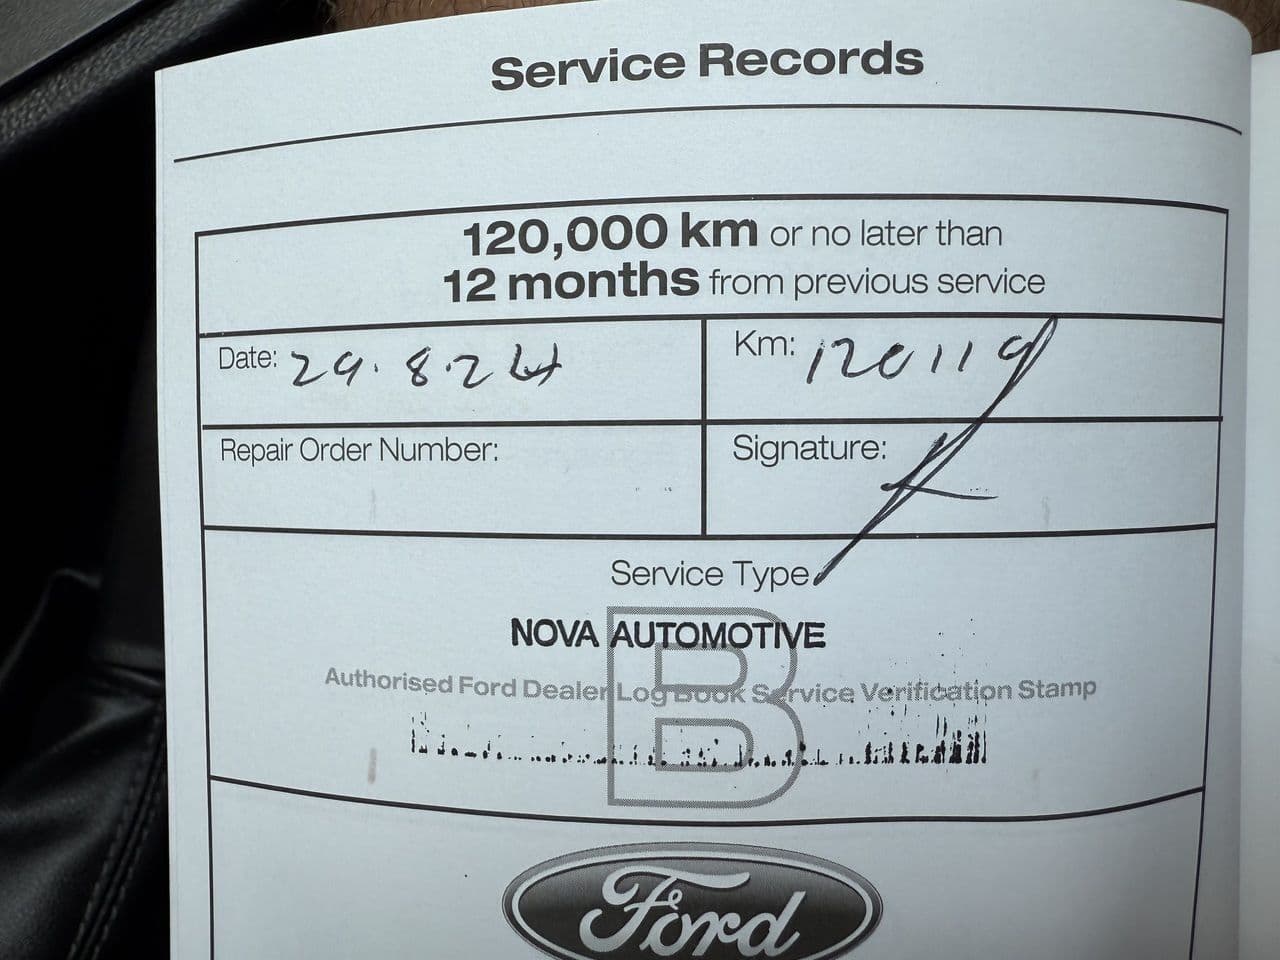 Service Records
120,000 km or no later than
12 months from previous service
Date: 29.8.24
Km: 120119
Repair Order Number:
Signature:
Service Type
B
NOVA AUTOMOTIVE
Authorised Ford Dealer Log Book Service Verification Stamp
Ford